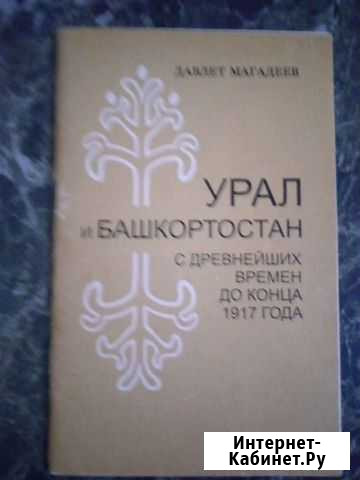 ДАВЛЕТ МАГАДЕЕВ
УРАЛ
и БАШКОРТОСТАН
С ДРЕВНЕЙШИХ
ВРЕМЕН
ДО КОНЦА
1917 ГОДА
Интернет-
Кабинет.Ру